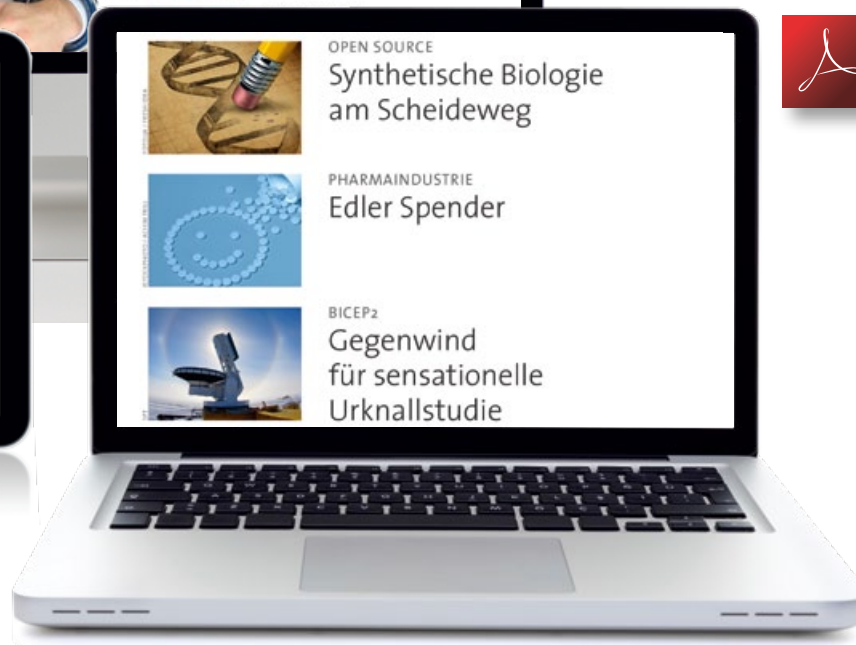 OPEN SOURCE
Synthetische Biologie
am Scheideweg
PHARMAINDUSTRIE
Edler Spender
BICEP2
Gegenwind
für sensationelle
Urknallstudie